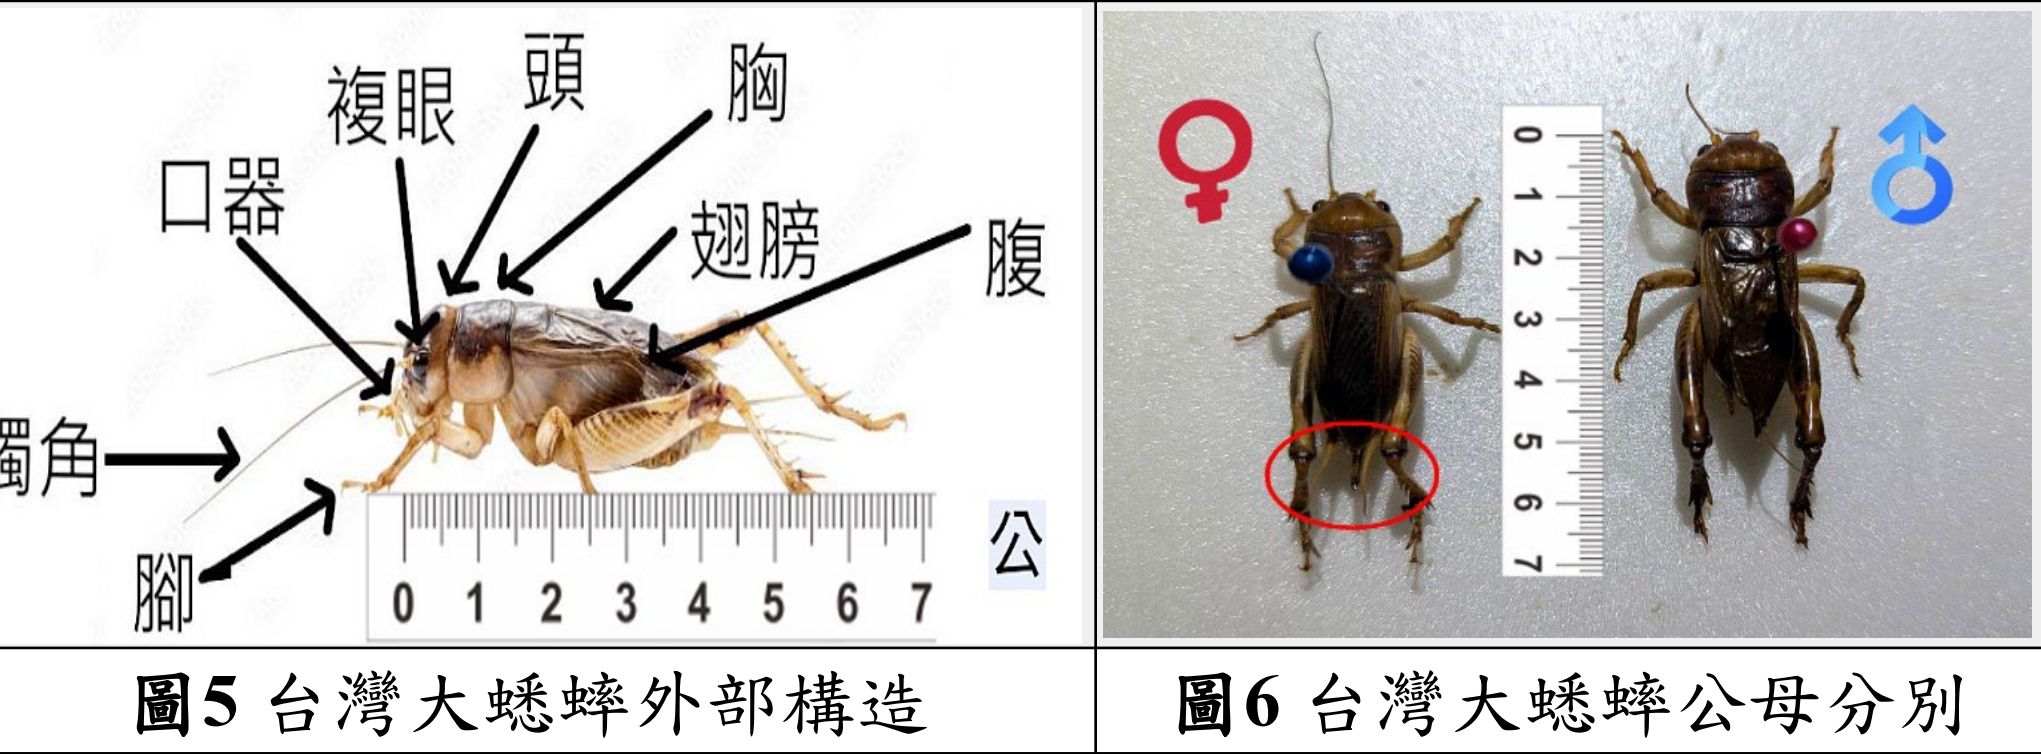 頭
胸
複眼
口器
翅膀
腹
觸角
腳
公
0 1 2 3 4 5 6 7
圖5 台灣大蟋蟀外部構造
0
1
2
3
4
5
6
7
圖6 台灣大蟋蟀公母分別